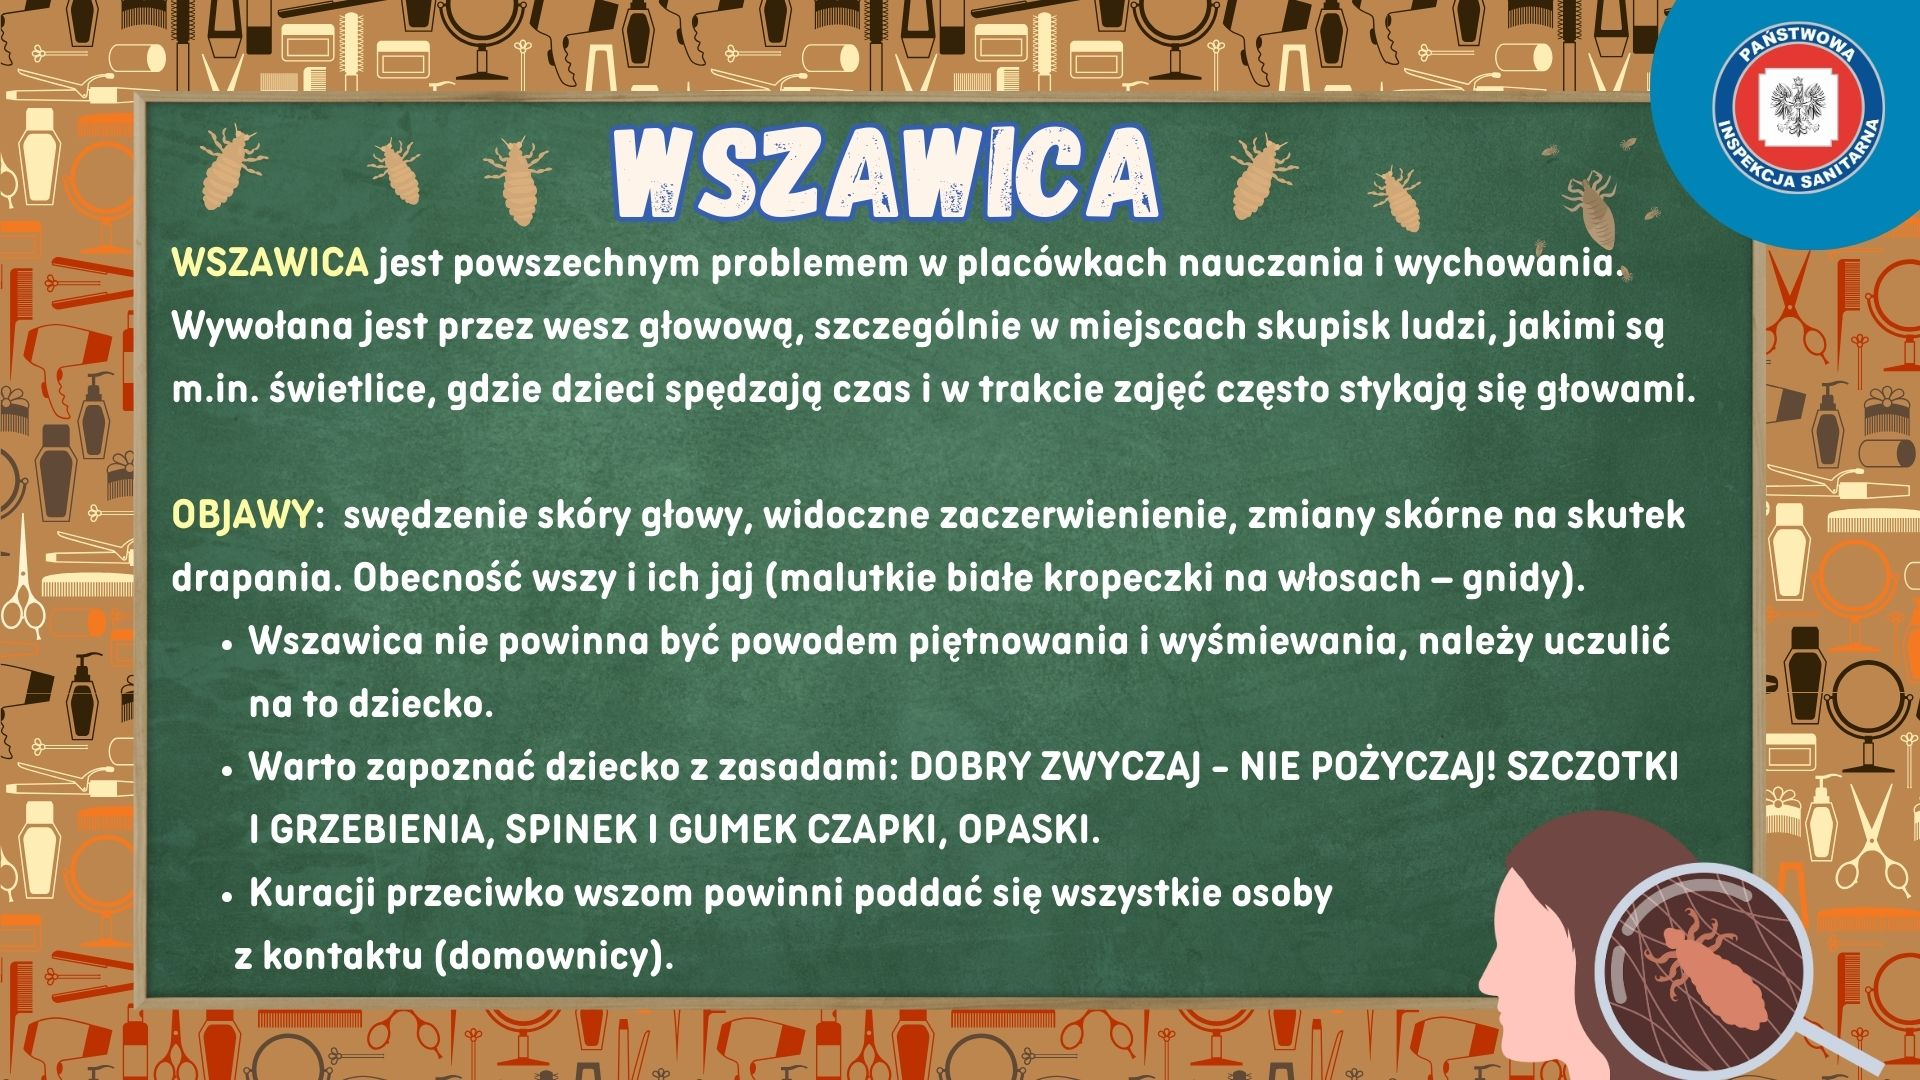 PAŃSTWOWA
INSPEKCJA SANITARNA
WSZAWICA
WSZAWICA jest powszechnym problemem w placówkach nauczania i wychowania.
Wywołana jest przez wesz głowową, szczególnie w miejscach skupisk ludzi, jakimi są
m.in. świetlice, gdzie dzieci spędzają czas i w trakcie zajęć często stykają się głowami.
OBJAWY: swędzenie skóry głowy, widoczne zaczerwienienie, zmiany skórne na skutek
drapania. Obecność wszy i ich jaj (malutkie białe kropeczki na włosach – gnidy).
• Wszawica nie powinna być powodem piętnowania i wyśmiewania, należy uczulić
na to dziecko.
• Warto zapoznać dziecko z zasadami: DOBRY ZWYCZAJ - NIE POŻYCZAJ! SZCZOTKI
I GRZEBIENIA, SPINEK I GUMEK CZAPKI, OPASKI.
• Kuracji przeciwko wszom powinni poddać się wszystkie osoby
z kontaktu (domownicy).